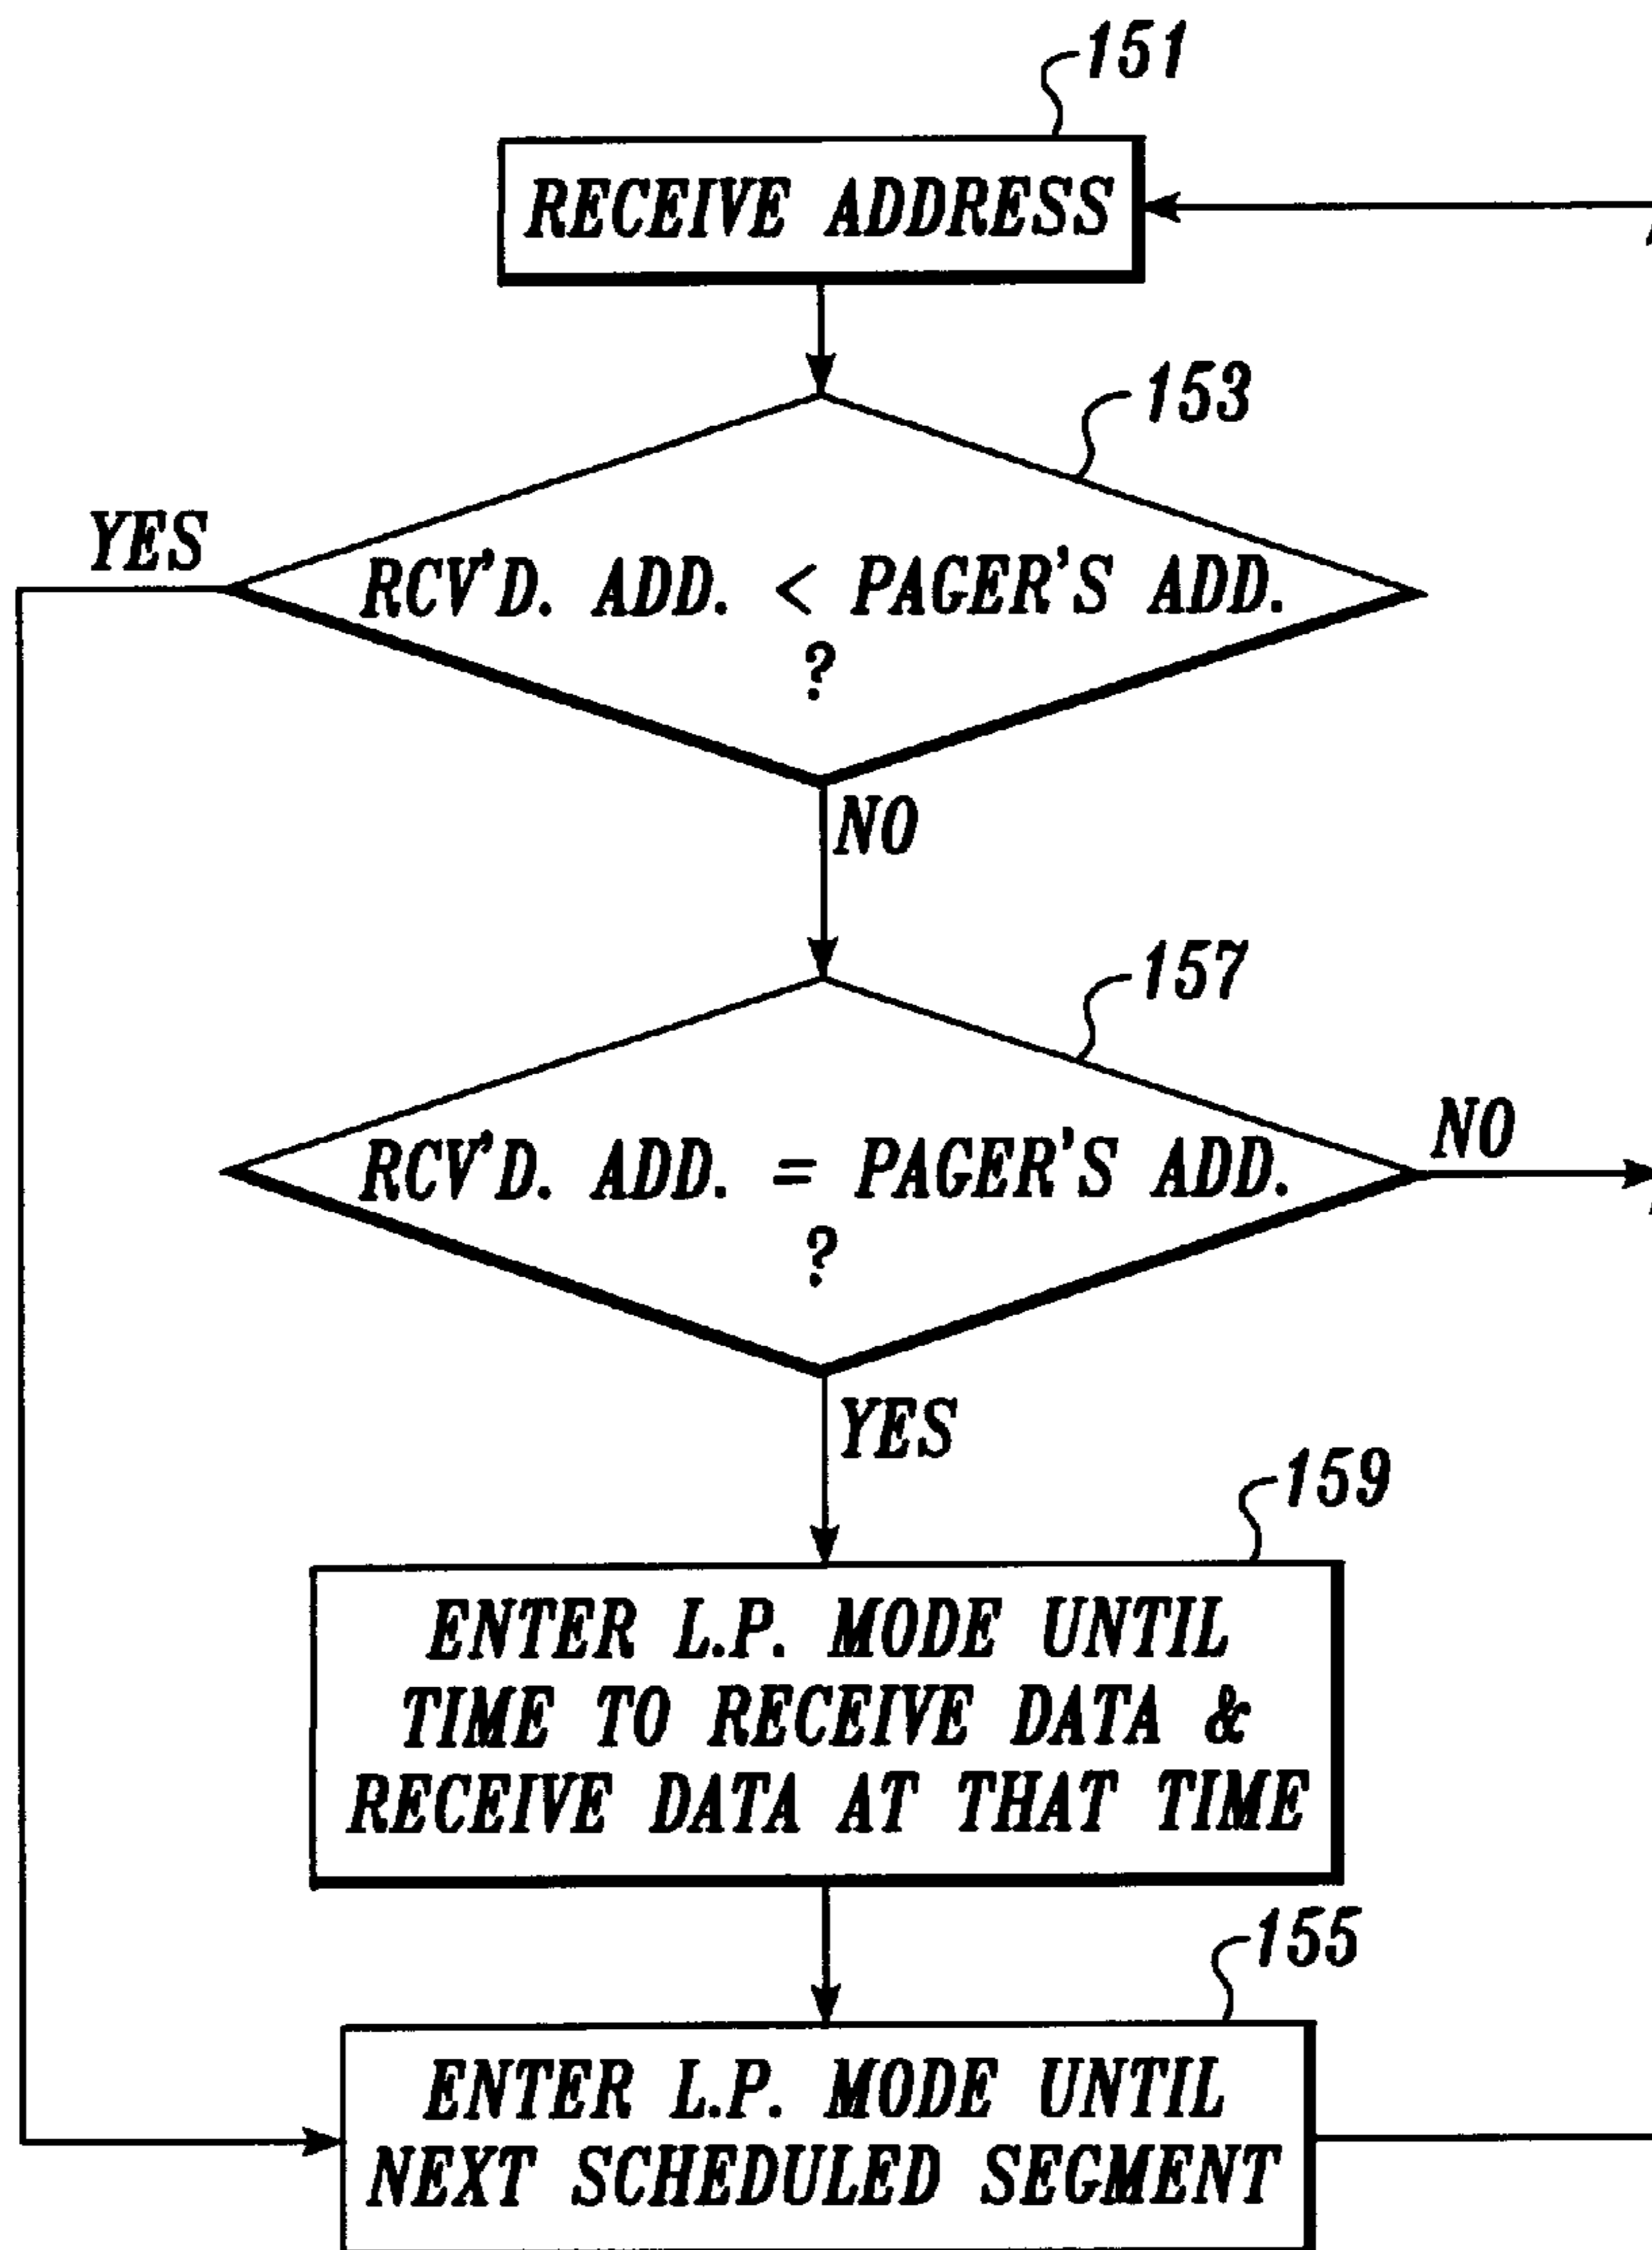 151
RECEIVE ADDRESS
153
YES
RCV'D. ADD. < PAGER'S ADD.
?
NO
157
NO
RCV'D. ADD. = PAGER'S ADD.
?
YES
159
ENTER L.P. MODE UNTIL
TIME TO RECEIVE DATA &
RECEIVE DATA AT THAT TIME
155
ENTER L.P. MODE UNTIL
NEXT SCHEDULED SEGMENT